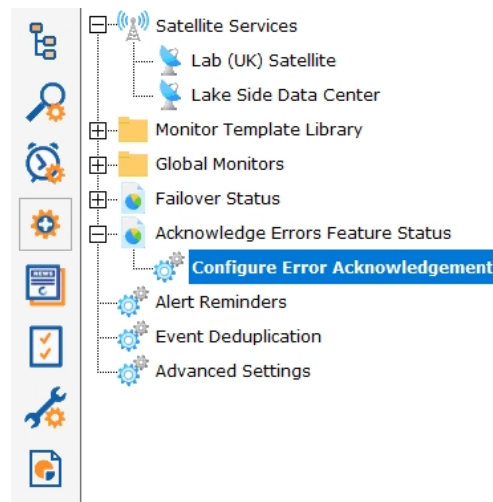 Satellite Services
Lab (UK) Satellite
Lake Side Data Center
Monitor Template Library
Global Monitors
Failover Status
Acknowledge Errors Feature Status
Configure Error Acknowledgement
Alert Reminders
Event Deduplication
Advanced Settings
NEWS